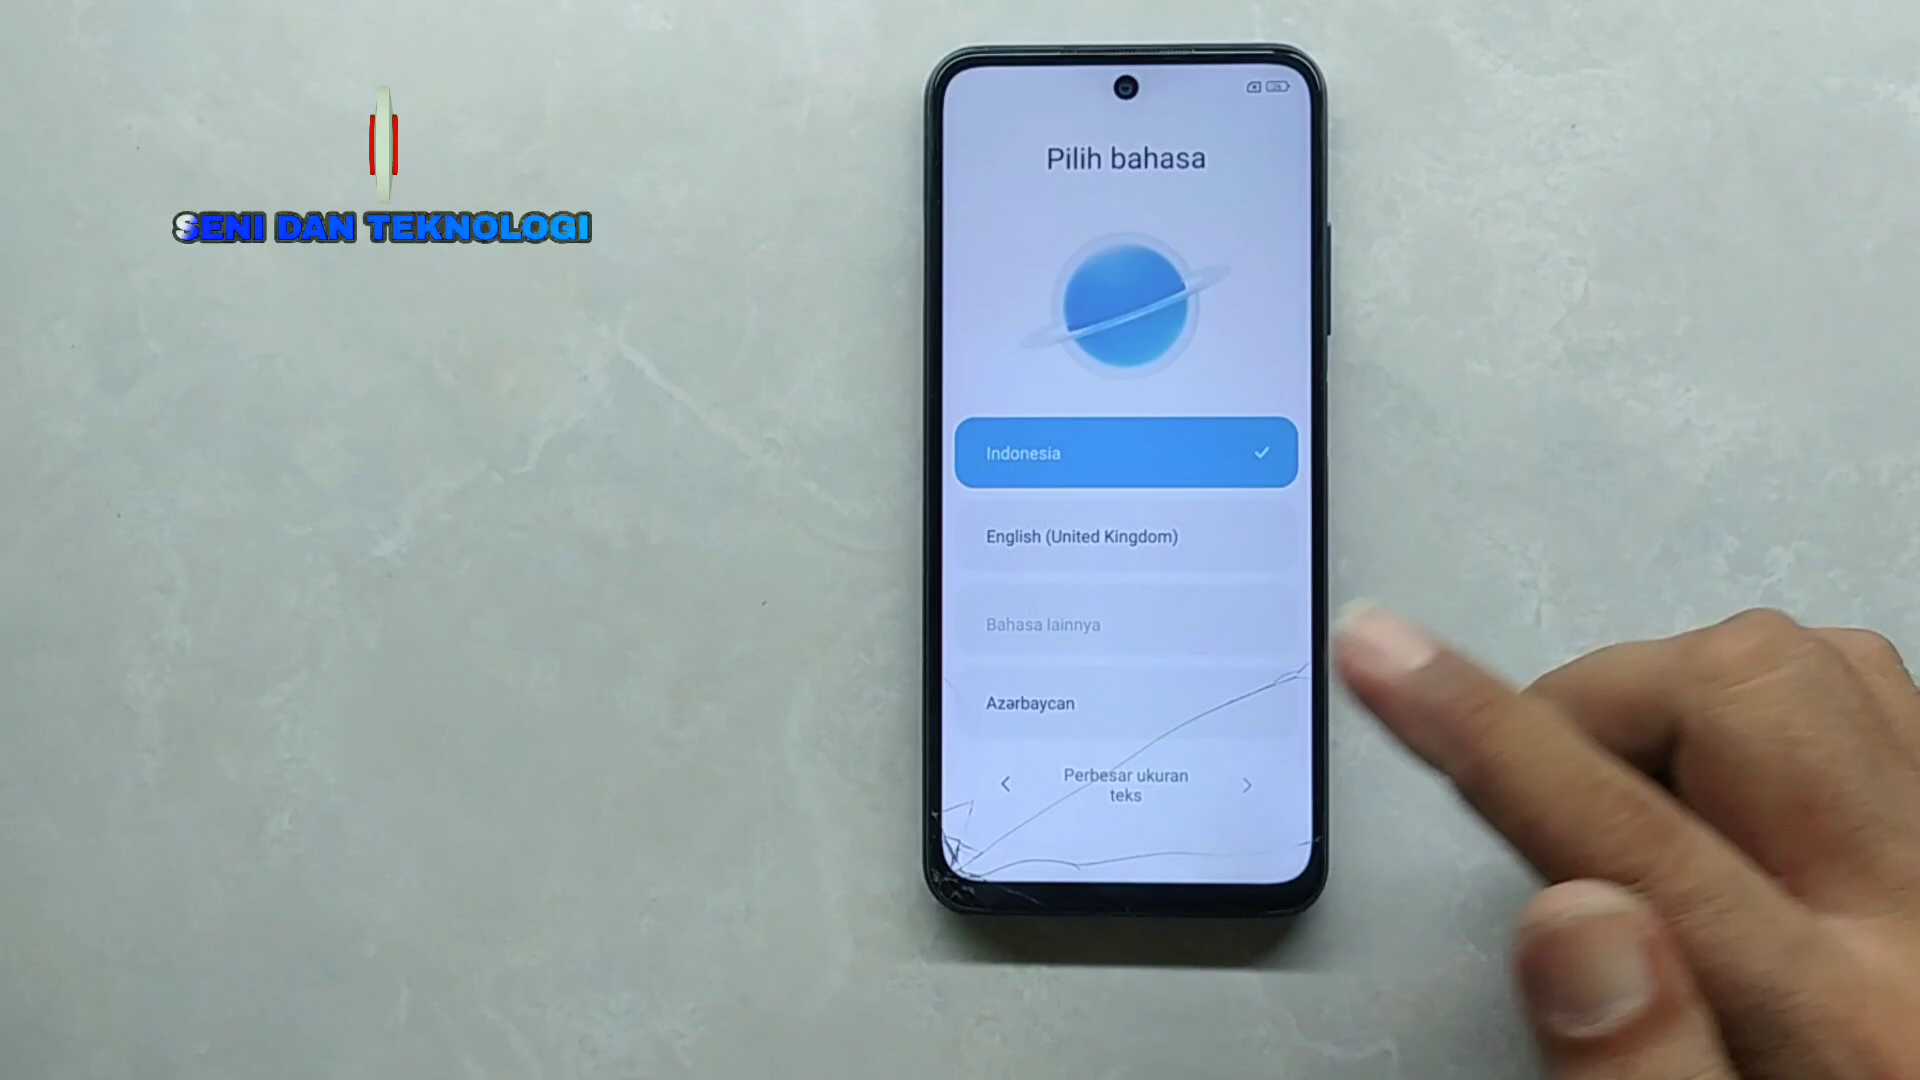 SENI DAN TEKNOLOGI
Pilih bahasa
Indonesia
English (United Kingdom)
Bahasa lainnya
Azərbaycan
Perbesar ukuran
teks